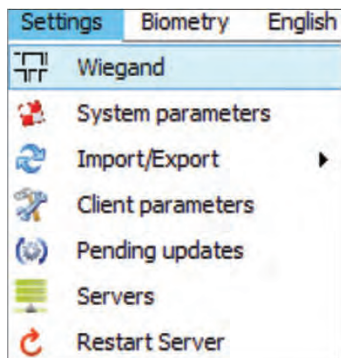 Settings Biometry English
Wiegand
System parameters
Import/Export
Client parameters
Pending updates
Servers
Restart Server